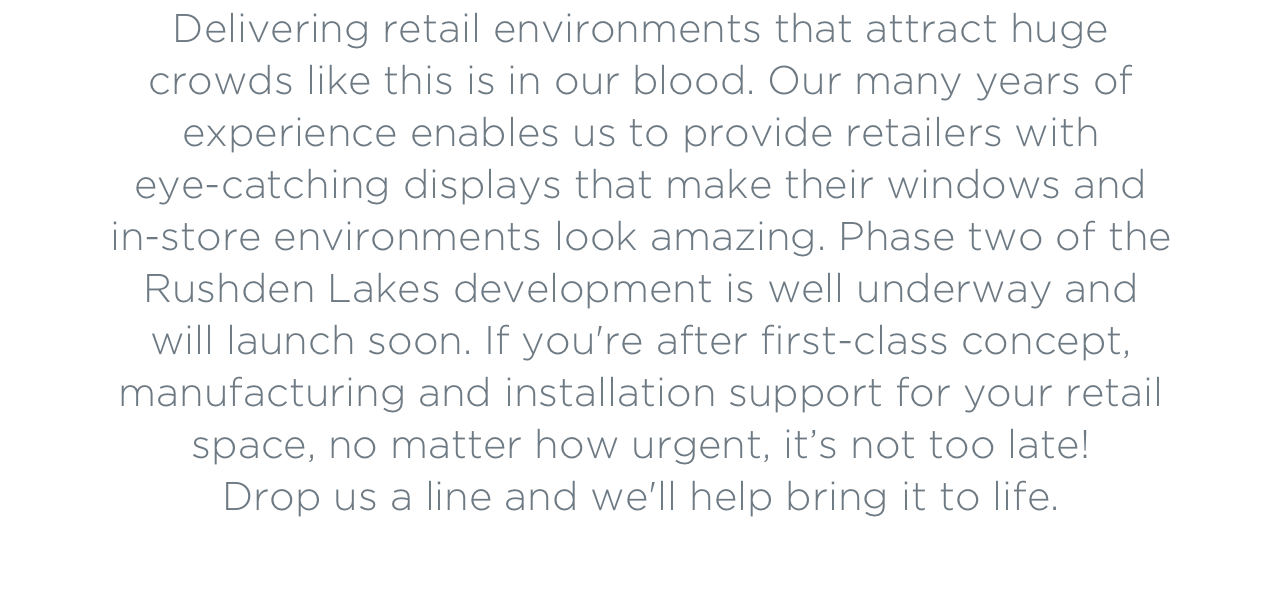 Delivering retail environments that attract huge
crowds like this is in our blood. Our many years of
experience enables us to provide retailers with
eye-catching displays that make their windows and
in-store environments look amazing. Phase two of the
Rushden Lakes development is well underway and
will launch soon. If you're after first-class concept,
manufacturing and installation support for your retail
space, no matter how urgent, it’s not too late!
Drop us a line and we'll help bring it to life.